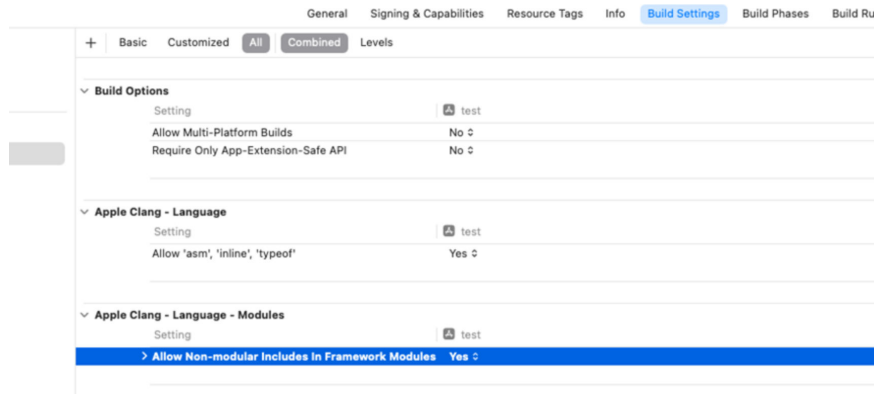 General Signing & Capabilities Resource Tags Info Build Settings Build Phases Build Ru
+ Basic Customized All Combined Levels
Build Options
Setting test
Allow Multi-Platform Builds No
Require Only App-Extension-Safe API No
Apple Clang - Language
Setting test
Allow 'asm', 'inline', 'typeof' Yes
Apple Clang - Language - Modules
Setting test
Allow Non-modular Includes In Framework Modules Yes